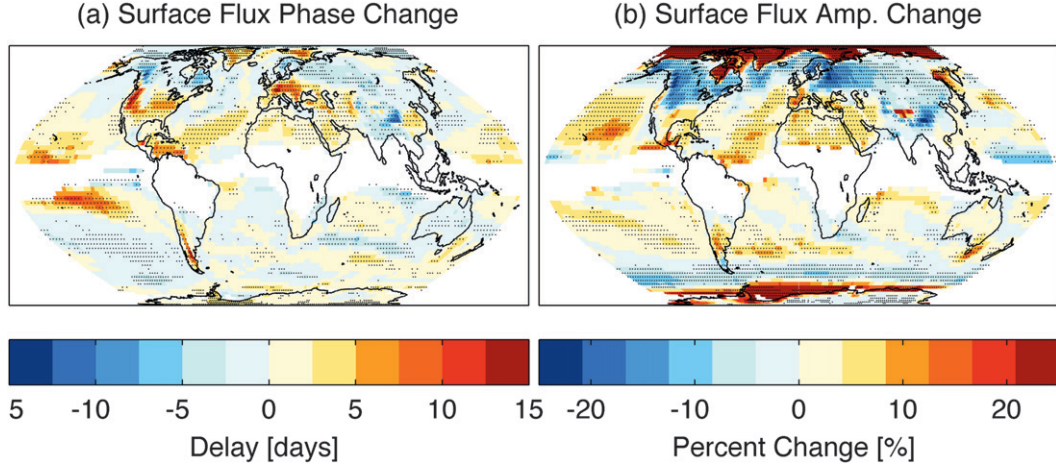 (a) Surface Flux Phase Change (b) Surface Flux Amp. Change
5 -10 -5 0 5 10 15 -20 -10 0 10 20
Delay [days] Percent Change [%]